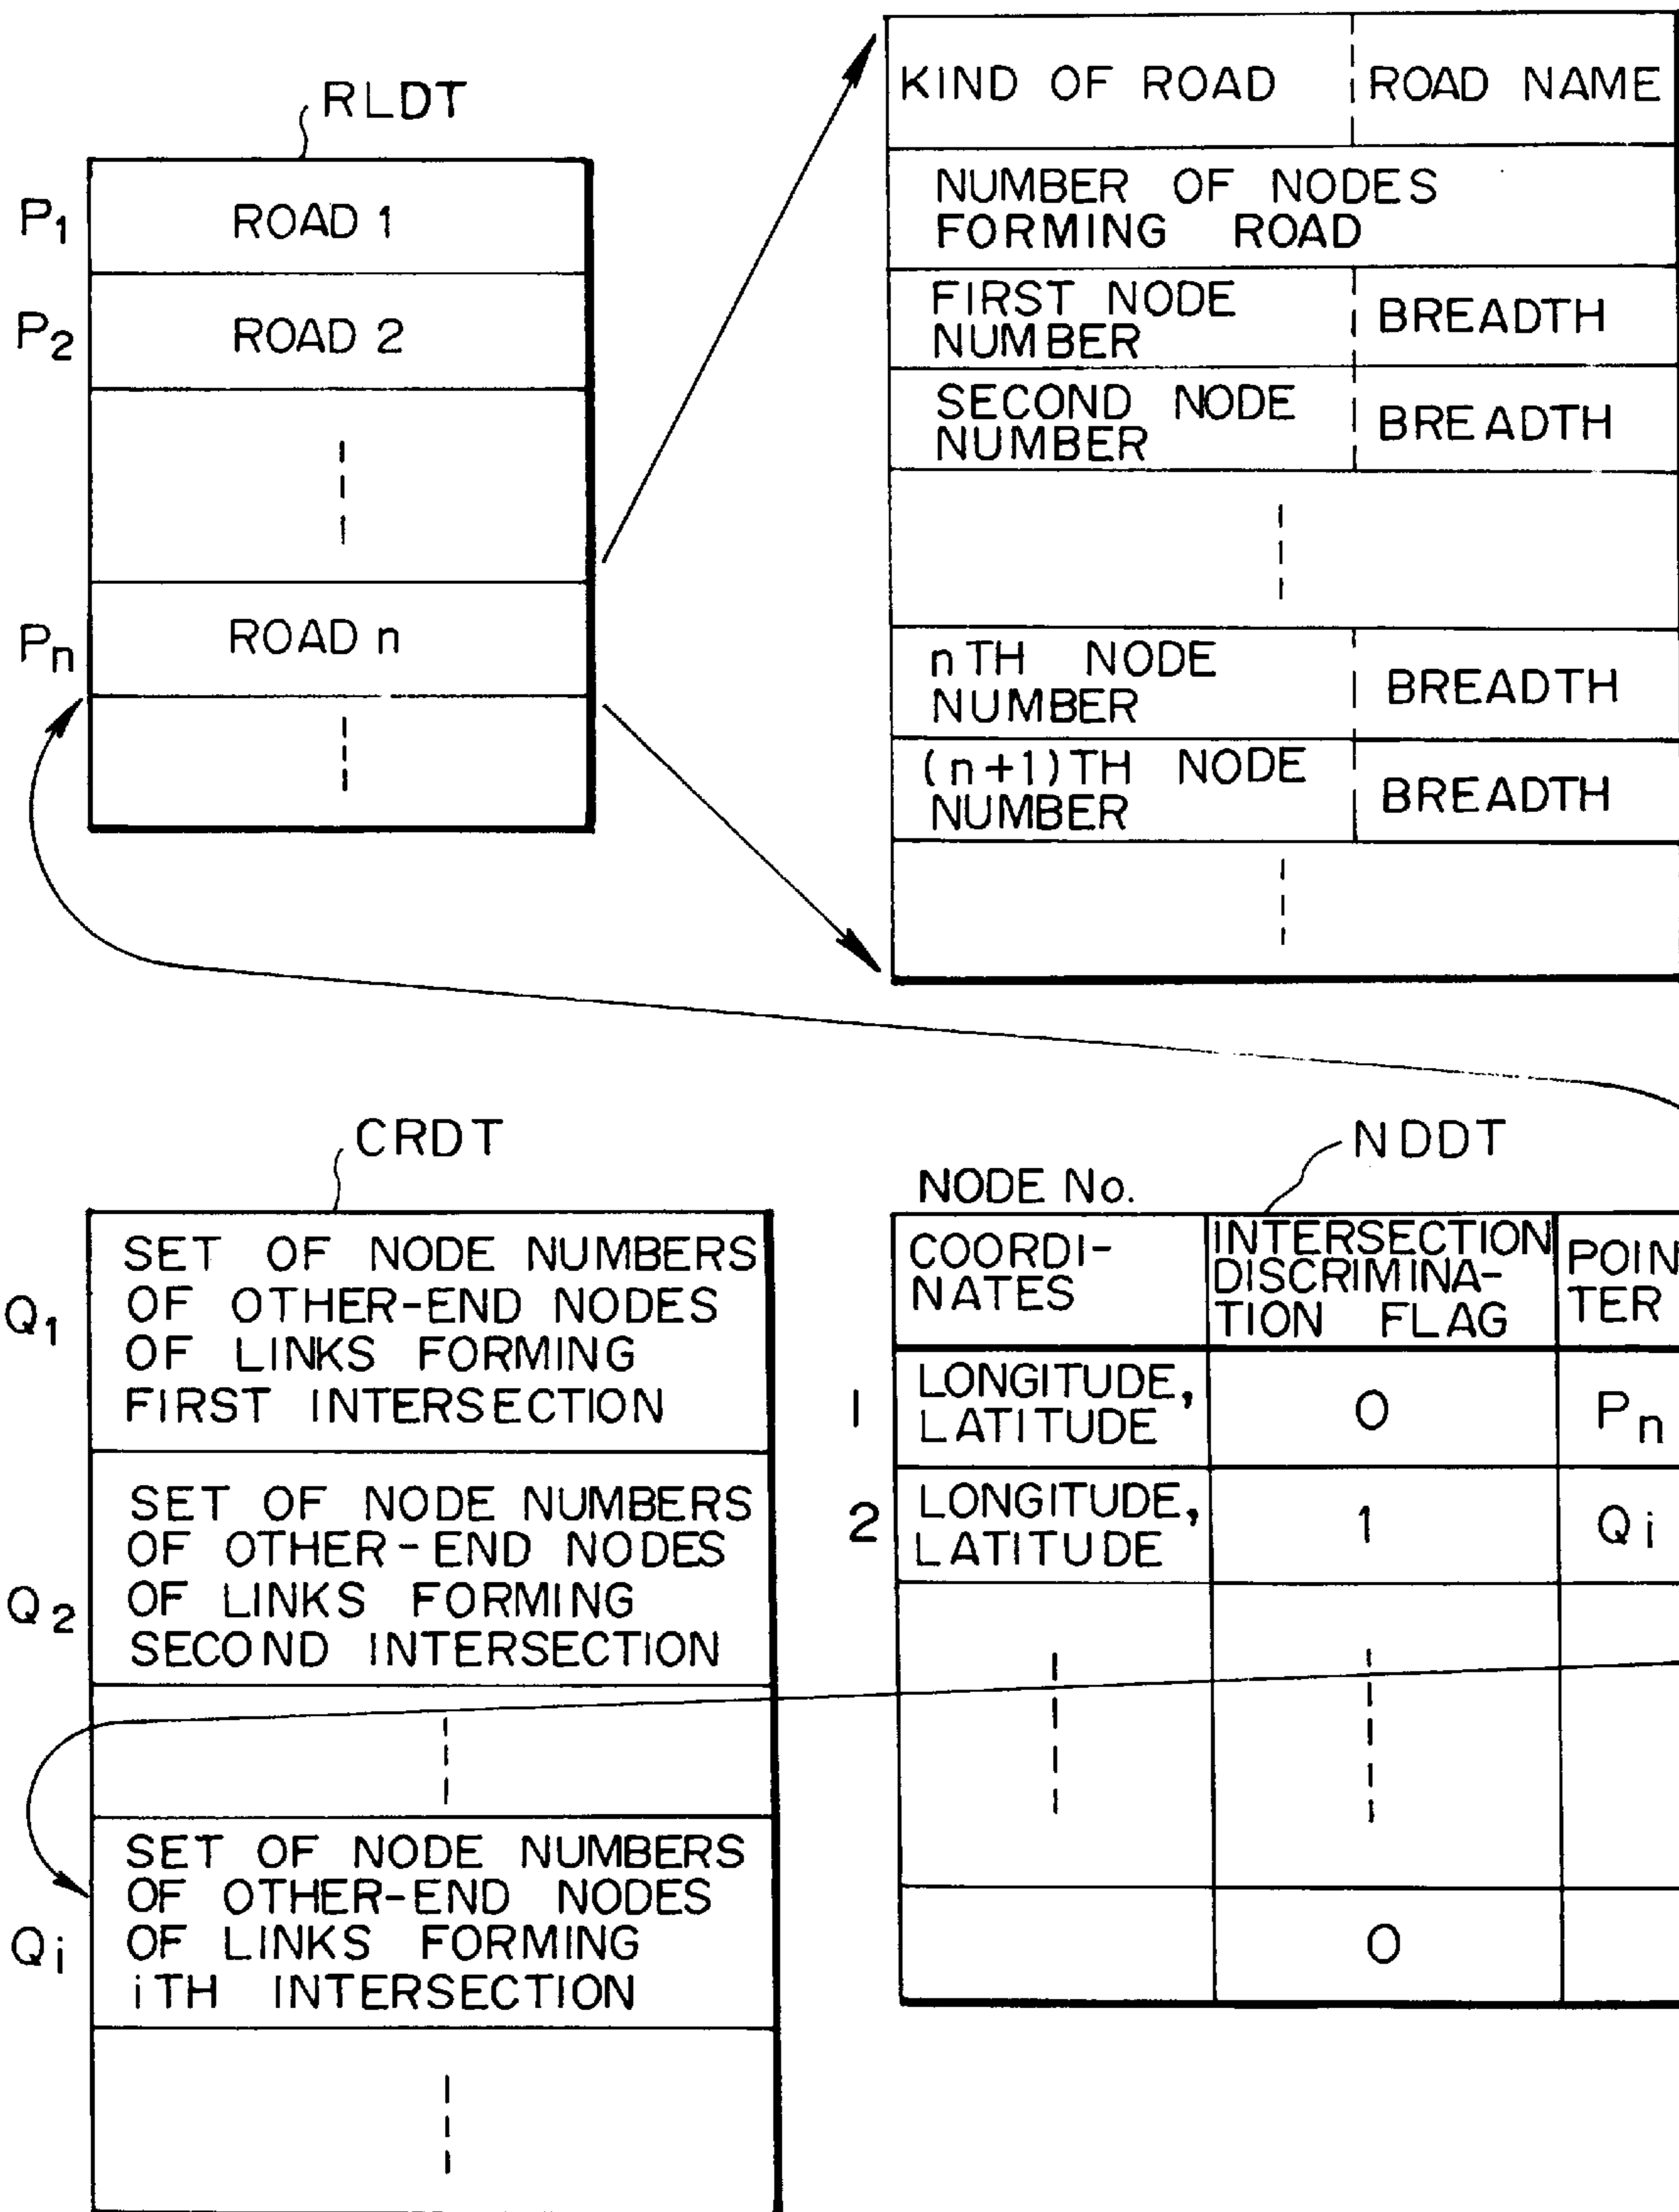 RLDT
P1 ROAD 1
P2 ROAD 2
Pn ROAD n
KIND OF ROAD ROAD NAME
NUMBER OF NODES
FORMING ROAD
FIRST NODE
NUMBER
BREADTH
SECOND NODE
NUMBER
BREADTH
nTH NODE
NUMBER
BREADTH
(n+1)TH NODE
NUMBER
BREADTH
CRDT
Q1
SET OF NODE NUMBERS
OF OTHER-END NODES
OF LINKS FORMING
FIRST INTERSECTION
Q2
SET OF NODE NUMBERS
OF OTHER-END NODES
OF LINKS FORMING
SECOND INTERSECTION
Qi
SET OF NODE NUMBERS
OF OTHER-END NODES
OF LINKS FORMING
iTH INTERSECTION
NDDT
NODE No.
COORDI-
NATES
INTERSECTION
DISCRIMINA-
TION FLAG
POIN
TER
1
LONGITUDE,
LATITUDE
0
Pn
2
LONGITUDE,
LATITUDE
1
Qi
0